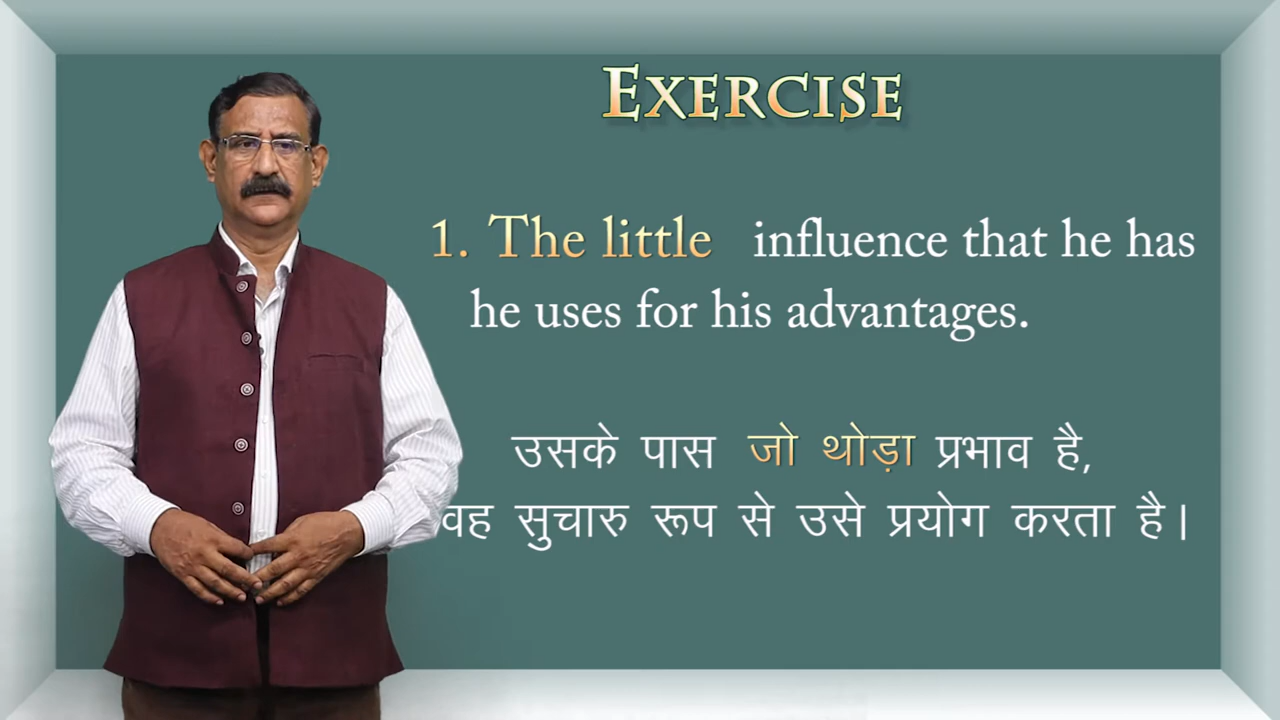 EXERCISE
1. The little influence that he has
he uses for his advantages.
उसके पास जो थोड़ा प्रभाव है,
वह सुचारु रूप से उसे प्रयोग करता है।